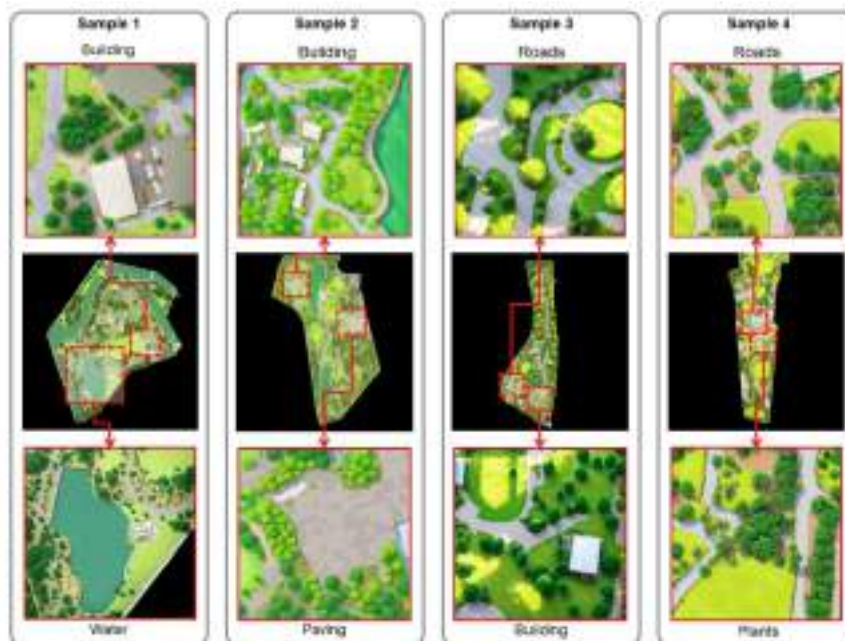 Sample 1
Building
Water
Sample 2
Building
Paving
Sample 3
Roads
Building
Sample 4
Roads
Plants